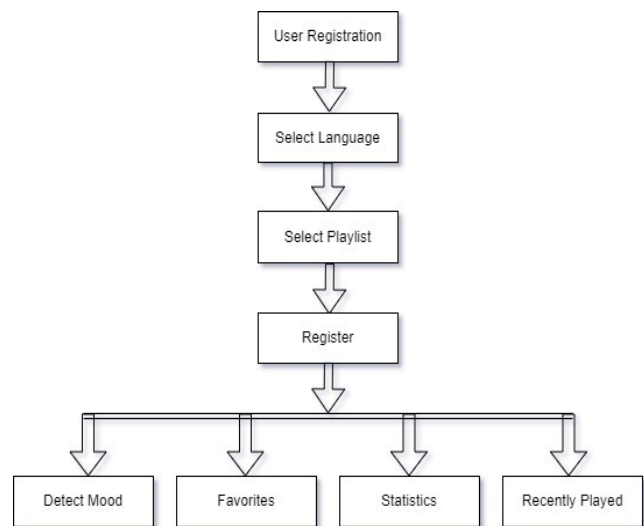 User Registration
Select Language
Select Playlist
Register
Detect Mood
Favorites
Statistics
Recently Played